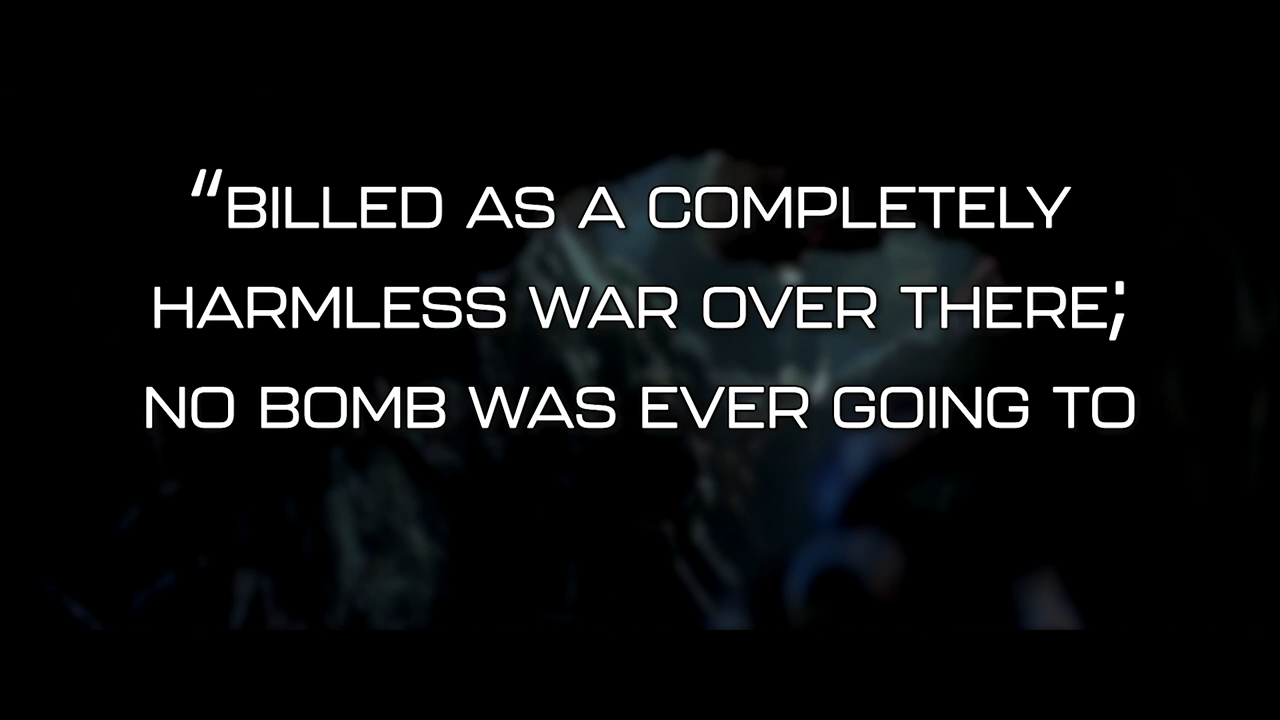 “BILLED AS A COMPLETELY
HARMLESS WAR OVER THERE;
NO BOMB WAS EVER GOING TO